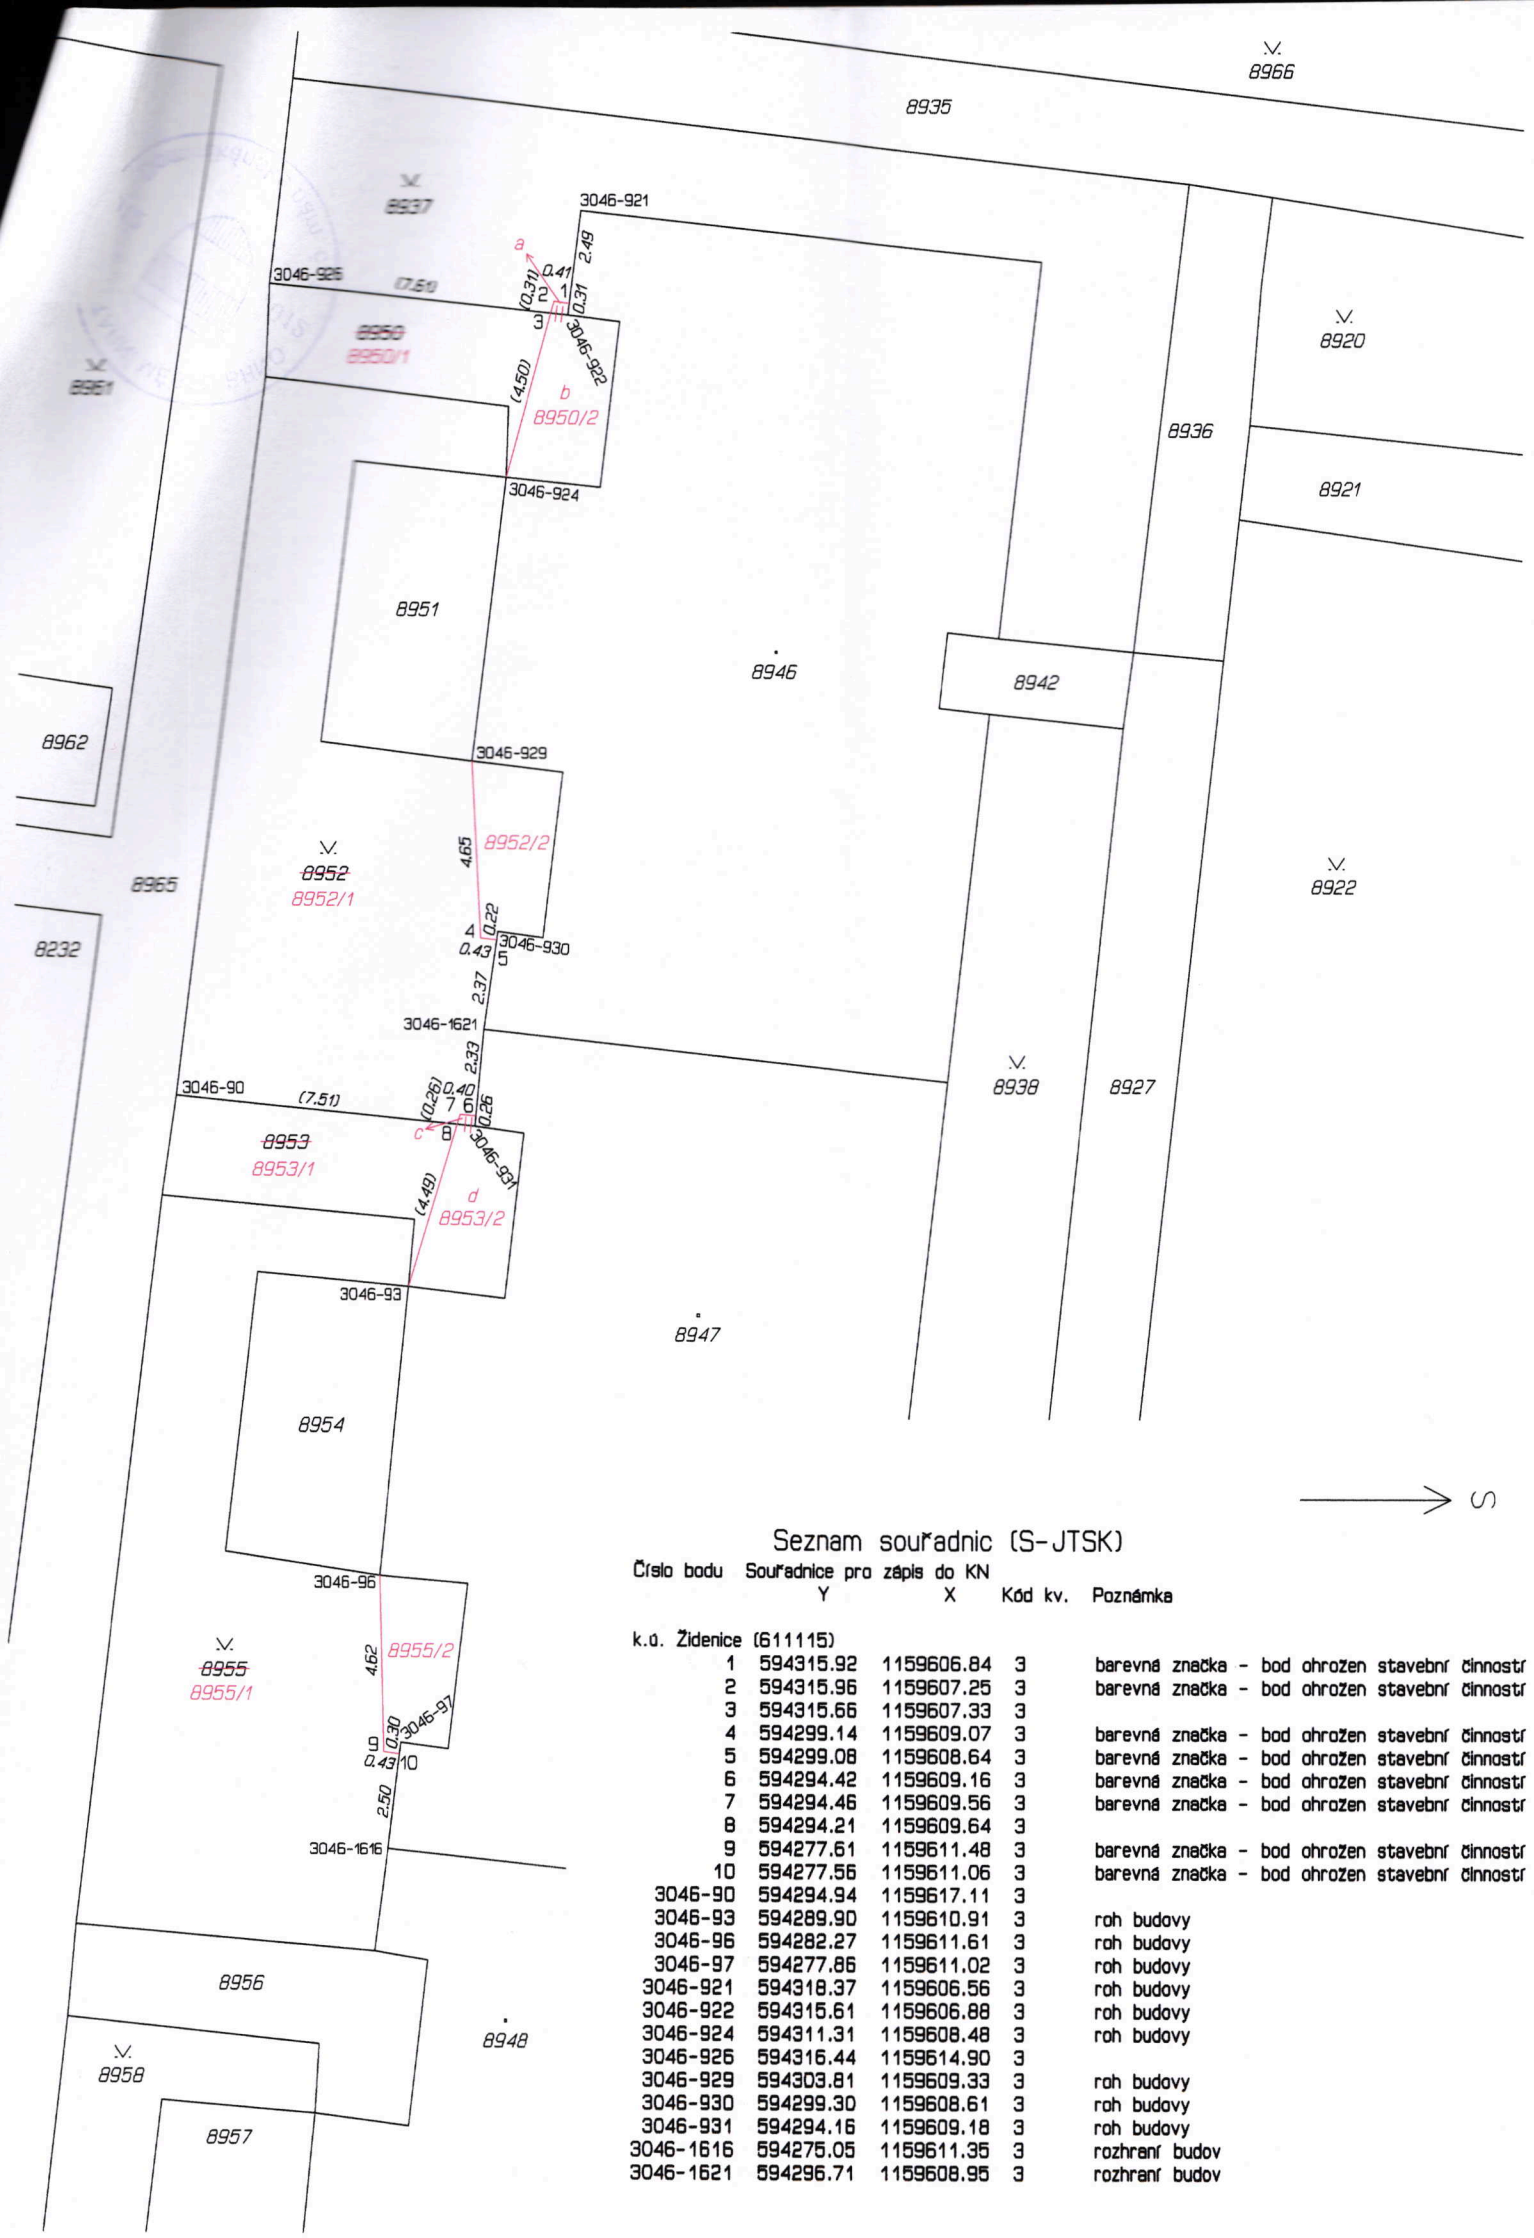 8966
8935
3046-921
8937
a
2.49
0.41
(0.31)
2
1
0.31
3046-926
(7.61)
3
3046-922
8950
8950/1
8920
8961
(4.50)
b
8950/2
8936
3046-924
8921
8951
8946
8942
8962
3046-929
4.65
8952/2
8952
8952/1
8965
8922
4
0.22
0.43
3046-930
5
8232
2.37
3046-1621
2.33
3046-90
(7.51)
(0.26)
0.40
7
6
0.26
8938
8927
c
8
3046-931
8953
8953/1
(4.49)
d
8953/2
3046-93
8947
8954
S
Seznam souřadnic (S-JTSK)
Číslo bodu Souřadnice pro zápis do KN
Y X Kód kv. Poznámka
k.ú. Židenice (611115)
1 594315.92 1159606.84 3 barevná značka - bod ohrožen stavební činností
2 594315.96 1159607.25 3 barevná značka - bod ohrožen stavební činností
3 594315.66 1159607.33 3
4 594299.14 1159609.07 3 barevná značka - bod ohrožen stavební činností
5 594299.08 1159608.64 3 barevná značka - bod ohrožen stavební činností
6 594294.42 1159609.16 3 barevná značka - bod ohrožen stavební činností
7 594294.46 1159609.56 3 barevná značka - bod ohrožen stavební činností
8 594294.21 1159609.64 3
9 594277.61 1159611.48 3 barevná značka - bod ohrožen stavební činností
10 594277.56 1159611.06 3 barevná značka - bod ohrožen stavební činností
3046-90 594294.94 1159617.11 3
3046-93 594289.90 1159610.91 3 roh budovy
3046-96 594282.27 1159611.61 3 roh budovy
3046-97 594277.86 1159611.02 3 roh budovy
3046-921 594318.37 1159606.56 3 roh budovy
3046-922 594315.61 1159606.88 3 roh budovy
3046-924 594311.31 1159608.48 3 roh budovy
3046-926 594316.44 1159614.90 3
3046-929 594303.81 1159609.33 3 roh budovy
3046-930 594299.30 1159608.61 3 roh budovy
3046-931 594294.16 1159609.18 3 roh budovy
3046-1616 594275.05 1159611.35 3 rozhraní budov
3046-1621 594296.71 1159608.95 3 rozhraní budov
3046-96
4.62
8955/2
8955
8955/1
9
0.30
3046-97
0.43
10
2.50
3046-1616
8956
8948
8958
8957